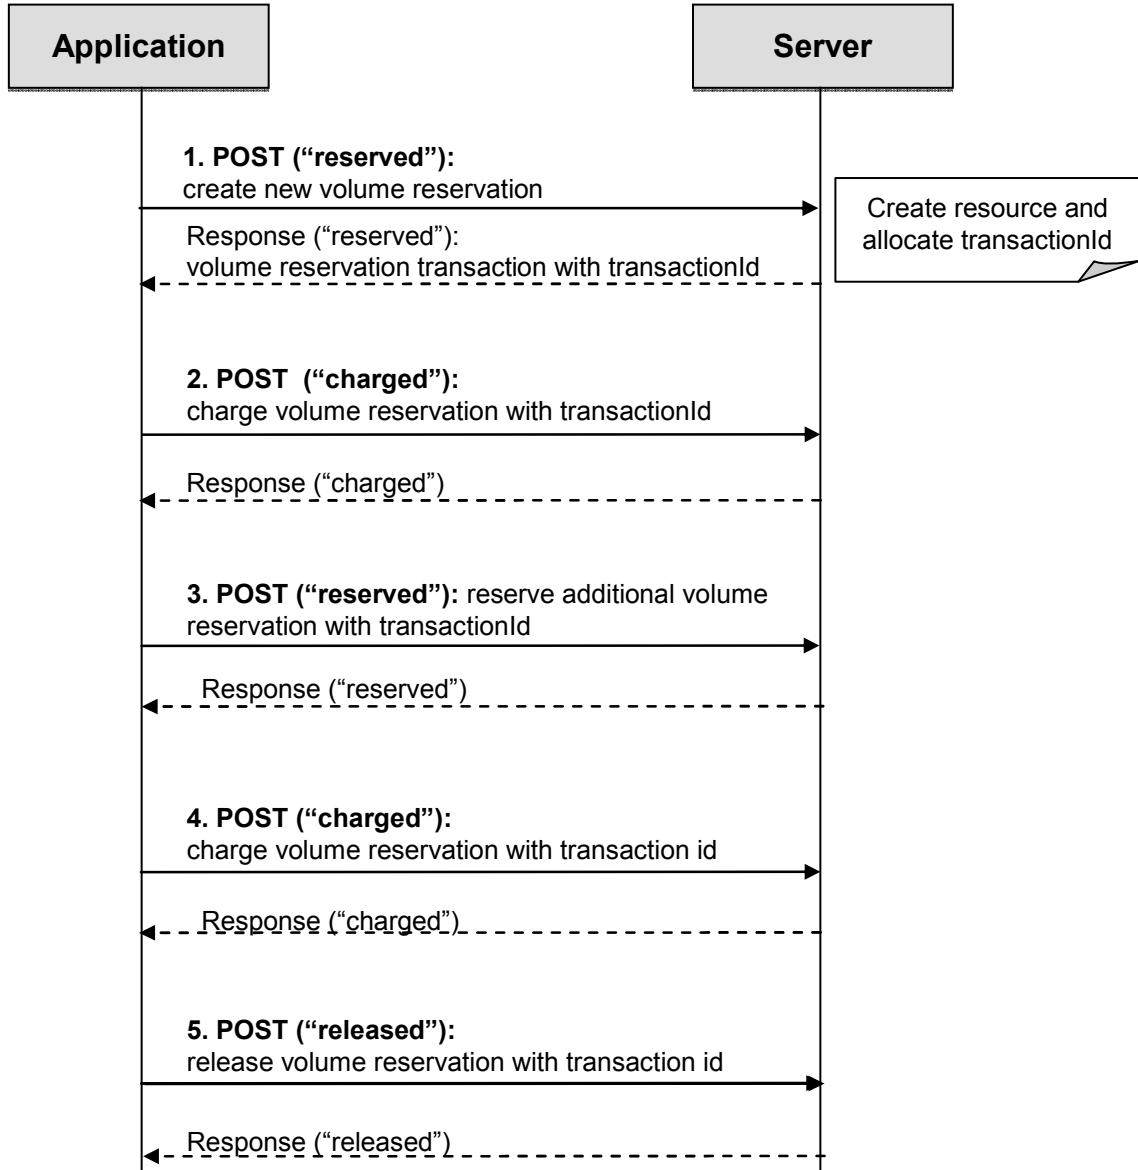 Application
Server
1. POST (“reserved”):
create new volume reservation
Create resource and
allocate transactionId
Response (“reserved”):
volume reservation transaction with transactionId
2. POST  (“charged”):
charge volume reservation with transactionId
Response (“charged”)
3. POST (“reserved”): reserve additional volume
reservation with transactionId
Response (“reserved”)
4. POST (“charged”):
charge volume reservation with transaction id
Response (“charged”)
5. POST (“released”):
release volume reservation with transaction id
Response (“released”)